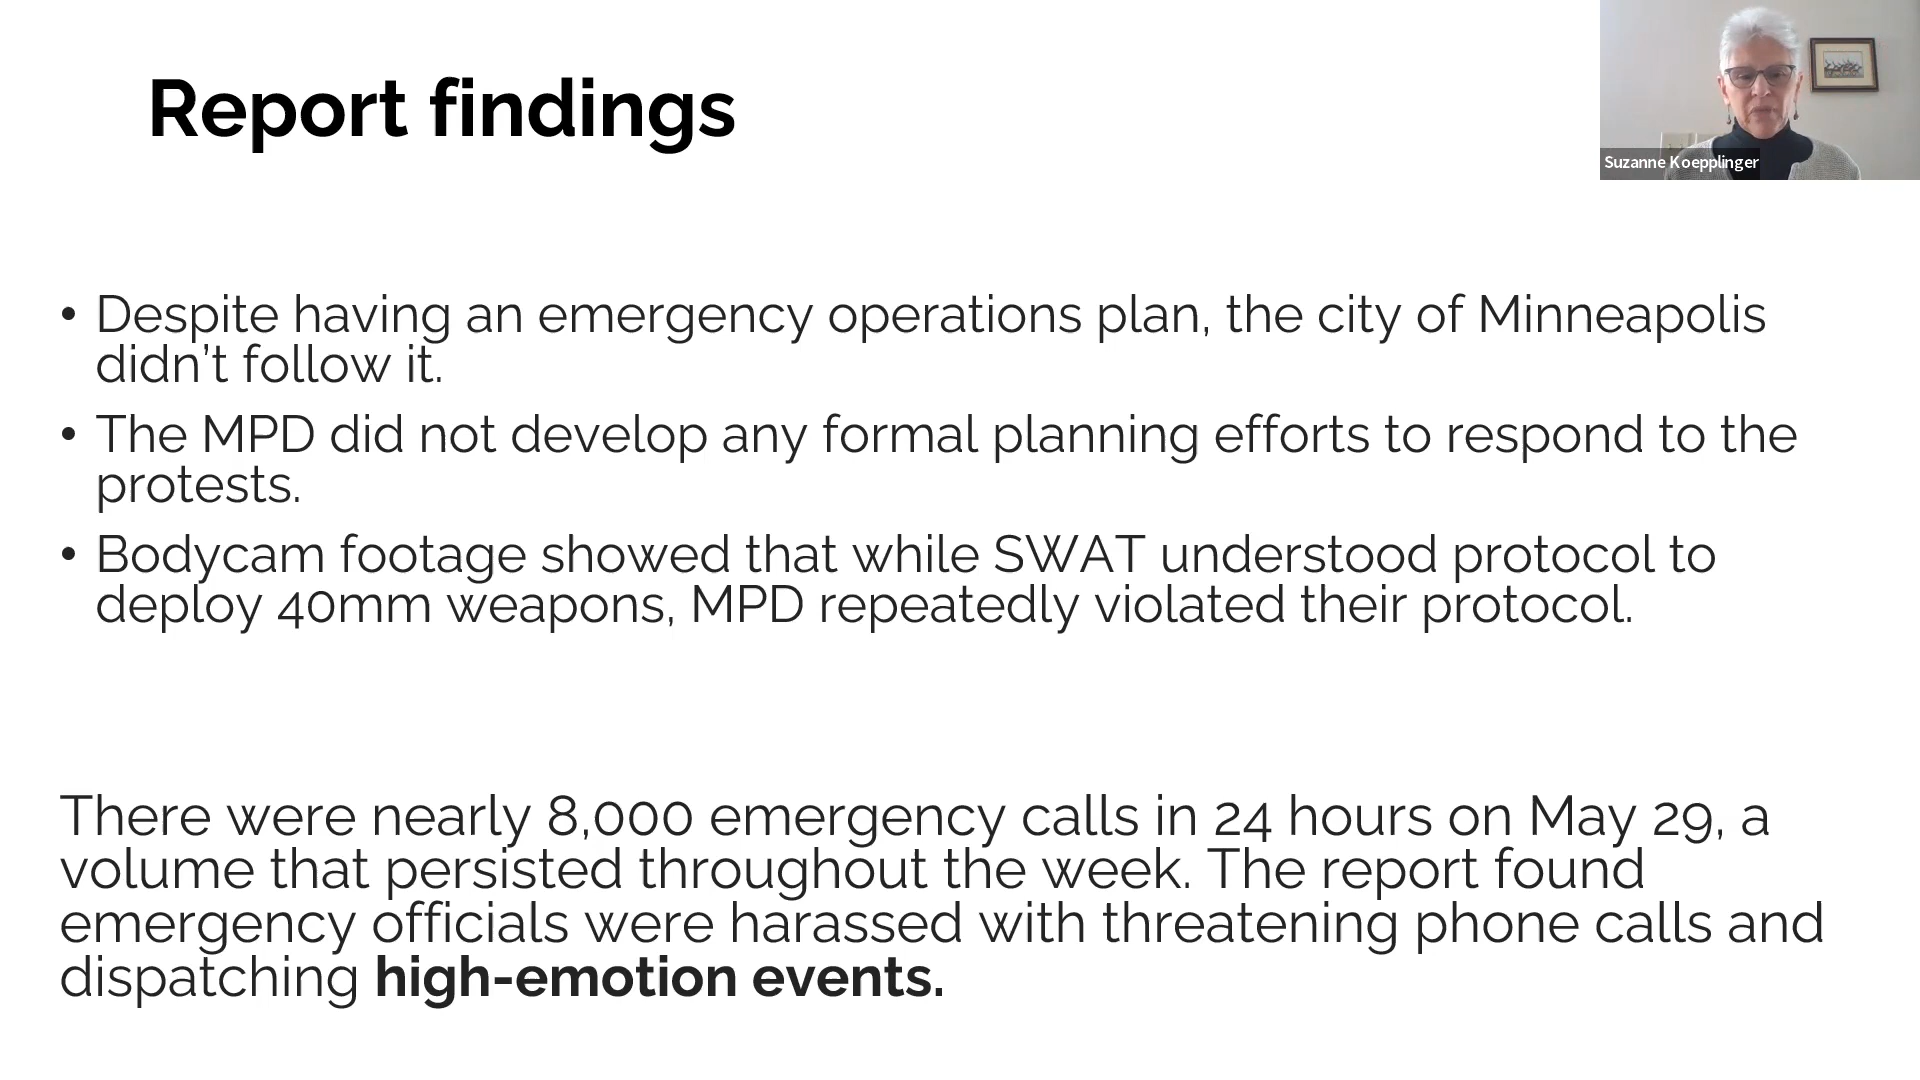 Report findings
Suzanne Koepplinger
• Despite having an emergency operations plan, the city of Minneapolis
didn’t follow it.
• The MPD did not develop any formal planning efforts to respond to the
protests.
• Bodycam footage showed that while SWAT understood protocol to
deploy 40mm weapons, MPD repeatedly violated their protocol.
There were nearly 8,000 emergency calls in 24 hours on May 29, a
volume that persisted throughout the week. The report found
emergency officials were harassed with threatening phone calls and
dispatching high-emotion events.